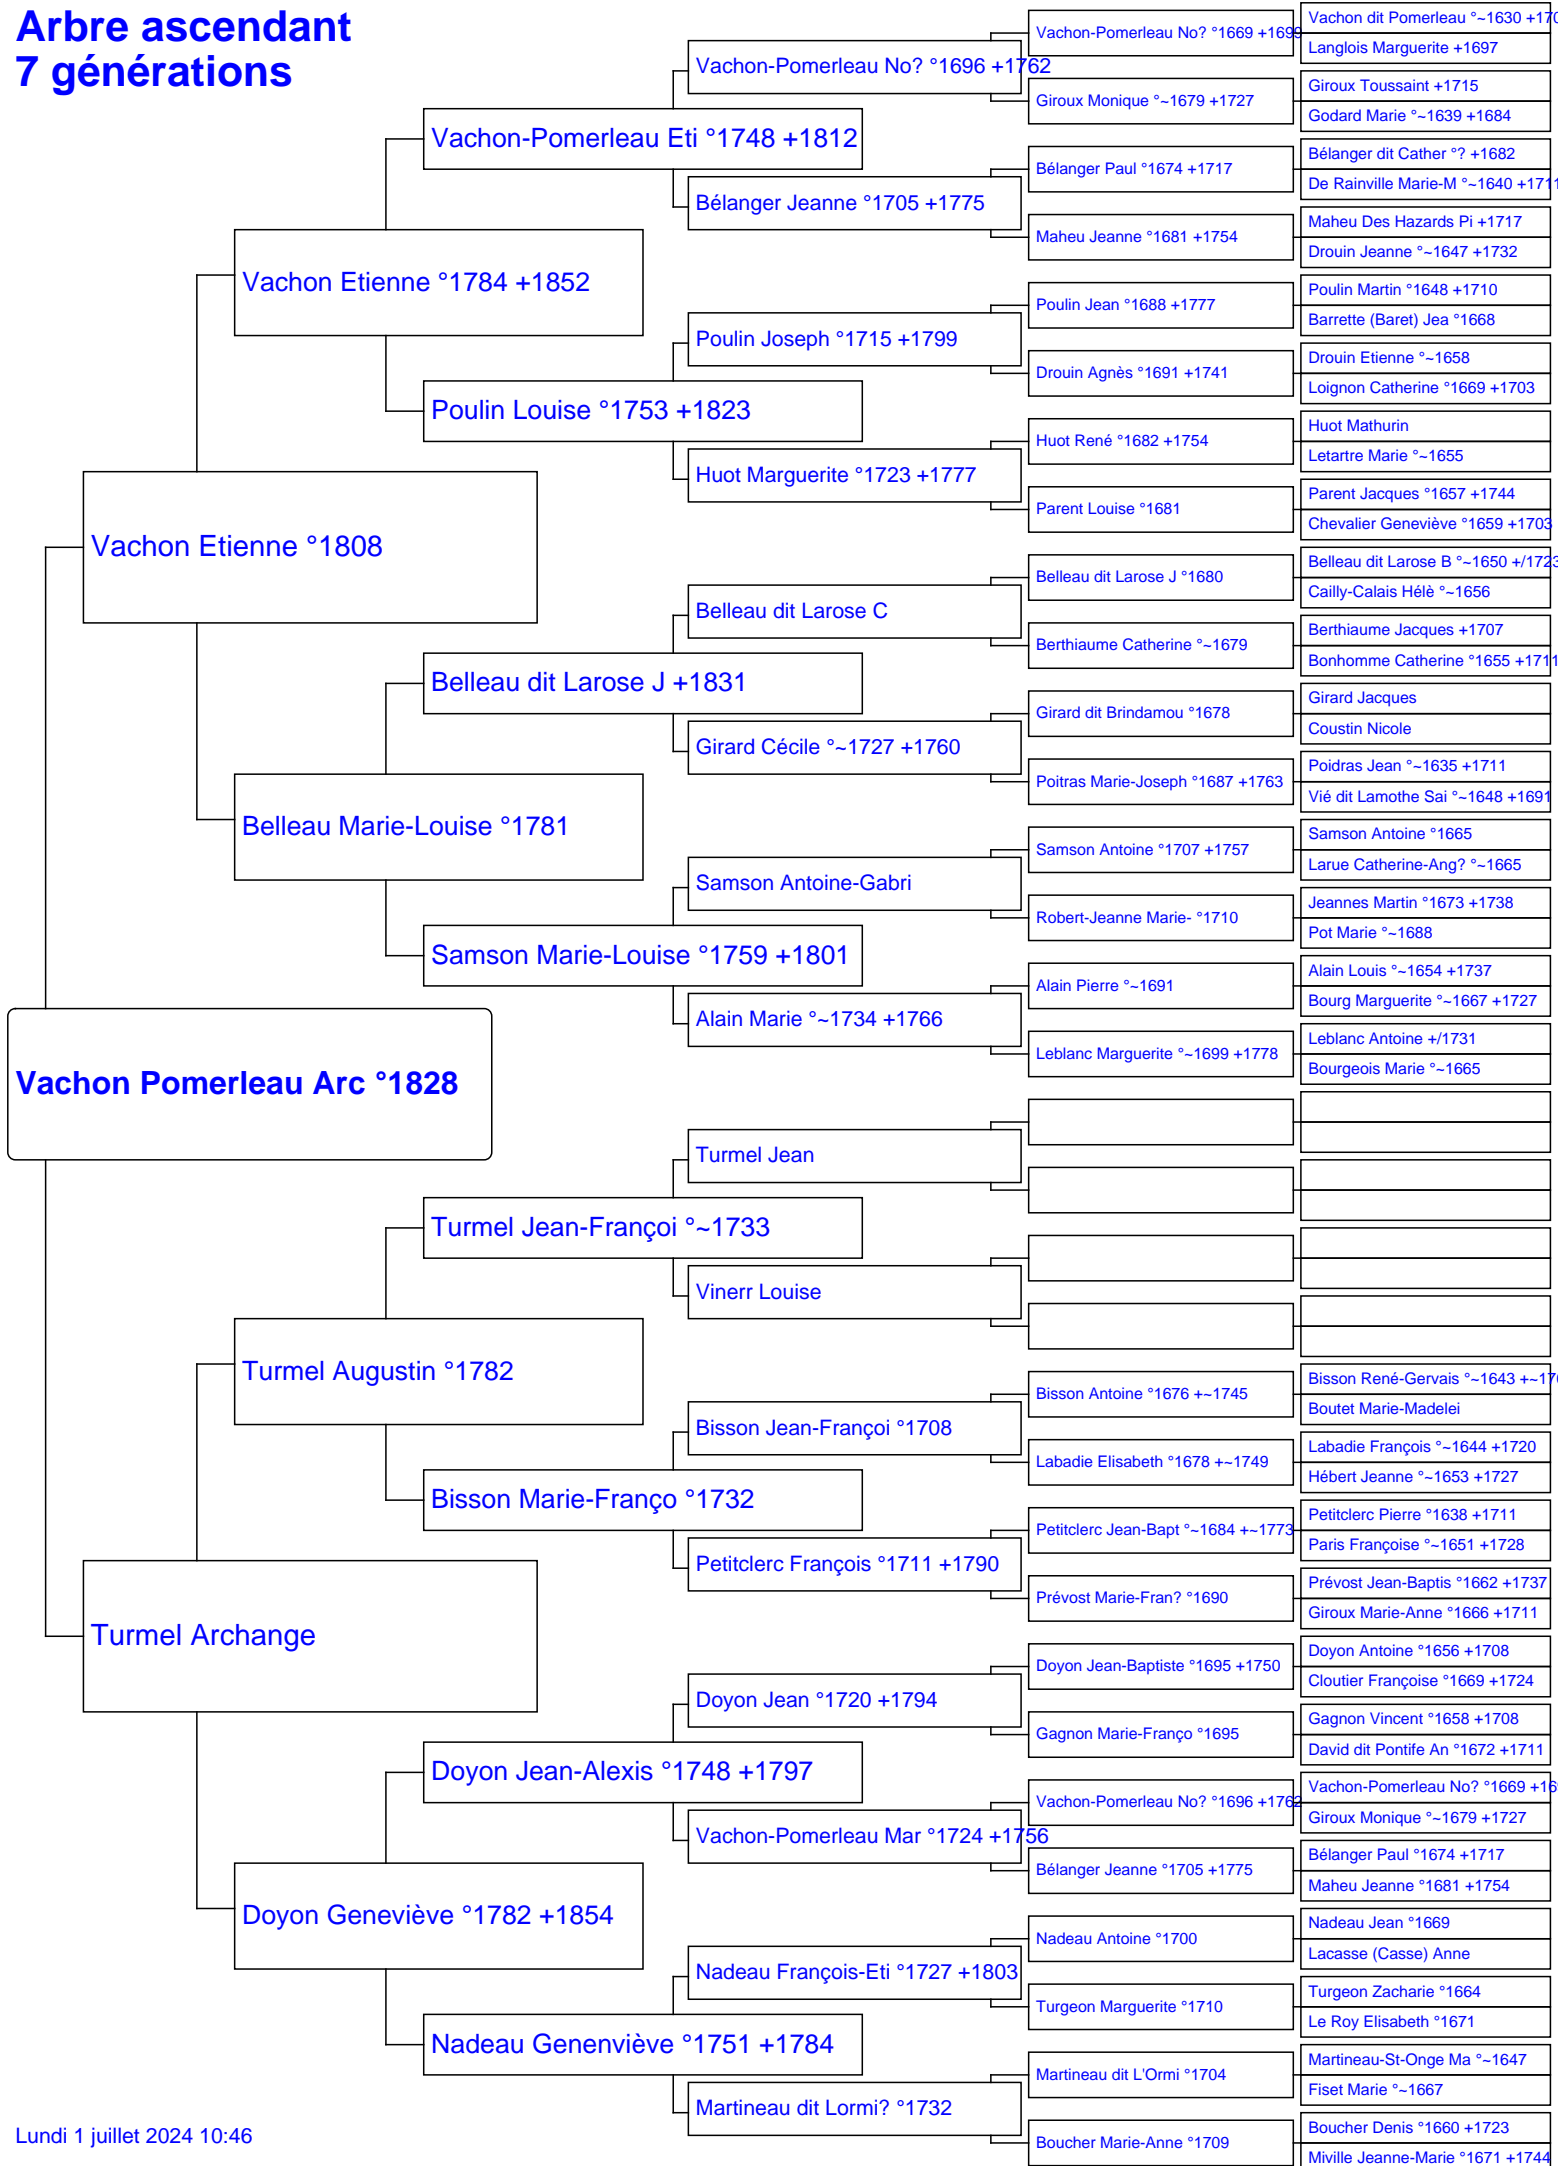 Arbre ascendant
7 générations
Vachon Pomerleau Arc °1828
Vachon Etienne °1808
Turmel Archange
Vachon Etienne °1784 +1852
Belleau Marie-Louise °1781
Turmel Augustin °1782
Doyon Geneviève °1782 +1854
Vachon-Pomerleau Eti °1748 +1812
Poulin Louise °1753 +1823
Belleau dit Larose J +1831
Samson Marie-Louise °1759 +1801
Turmel Jean-Françoi °~1733
Bisson Marie-Franço °1732
Doyon Jean-Alexis °1748 +1797
Nadeau Genenviève °1751 +1784
Vachon-Pomerleau No? °1696 +1762
Bélanger Jeanne °1705 +1775
Poulin Joseph °1715 +1799
Huot Marguerite °1723 +1777
Belleau dit Larose C
Girard Cécile °~1727 +1760
Samson Antoine-Gabri
Alain Marie °~1734 +1766
Turmel Jean
Vinerr Louise
Bisson Jean-Françoi °1708
Petitclerc François °1711 +1790
Doyon Jean °1720 +1794
Vachon-Pomerleau Mar °1724 +1756
Nadeau François-Eti °1727 +1803
Martineau dit Lormi? °1732
Vachon-Pomerleau No? °1669 +1699
Giroux Monique °~1679 +1727
Bélanger Paul °1674 +1717
Maheu Jeanne °1681 +1754
Poulin Jean °1688 +1777
Drouin Agnès °1691 +1741
Huot René °1682 +1754
Parent Louise °1681
Belleau dit Larose J °1680
Berthiaume Catherine °~1679
Girard dit Brindamou °1678
Poitras Marie-Joseph °1687 +1763
Samson Antoine °1707 +1757
Robert-Jeanne Marie- °1710
Alain Pierre °~1691
Leblanc Marguerite °~1699 +1778
Bisson Antoine °1676 +~1745
Labadie Elisabeth °1678 +~1749
Petitclerc Jean-Bapt °~1684 +~1773
Prévost Marie-Fran? °1690
Doyon Jean-Baptiste °1695 +1750
Gagnon Marie-Franço °1695
Vachon-Pomerleau No? °1696 +1762
Bélanger Jeanne °1705 +1775
Nadeau Antoine °1700
Turgeon Marguerite °1710
Martineau dit L'Ormi °1704
Boucher Marie-Anne °1709
Vachon dit Pomerleau °~1630
Langlois Marguerite +1697
Giroux Toussaint +1715
Godard Marie °~1639 +1684
Bélanger dit Cather °? +1682
De Rainville Marie-M °~1640 +1711
Maheu Des Hazards Pi +1717
Drouin Jeanne °~1647 +1732
Poulin Martin °1648 +1710
Barrette (Baret) Jea °1668
Drouin Etienne °~1658
Loignon Catherine °1669 +1703
Huot Mathurin
Letartre Marie °~1655
Parent Jacques °1657 +1744
Chevalier Geneviève °1659 +1703
Belleau dit Larose B °~1650 +/1723
Cailly-Calais Hélè °~1656
Berthiaume Jacques +1707
Bonhomme Catherine °1655 +1711
Girard Jacques
Coustin Nicole
Poidras Jean °~1635 +1711
Vié dit Lamothe Sai °~1648 +1691
Samson Antoine °1665
Larue Catherine-Ang? °~1665
Jeannes Martin °1673 +1738
Pot Marie °~1688
Alain Louis °~1654 +1737
Bourg Marguerite °~1667 +1727
Leblanc Antoine +/1731
Bourgeois Marie °~1665
Bisson René-Gervais °~1643
Boutet Marie-Madelei
Labadie François °~1644 +1720
Hébert Jeanne °~1653 +1727
Petitclerc Pierre °1638 +1711
Paris Françoise °~1651 +1728
Prévost Jean-Baptis °1662 +1737
Giroux Marie-Anne °1666 +1711
Doyon Antoine °1656 +1708
Cloutier Françoise °1669 +1724
Gagnon Vincent °1658 +1708
David dit Pontife An °1672 +1711
Vachon-Pomerleau No? °1669
Giroux Monique °~1679 +1727
Bélanger Paul °1674 +1717
Maheu Jeanne °1681 +1754
Nadeau Jean °1669
Lacasse (Casse) Anne
Turgeon Zacharie °1664
Le Roy Elisabeth °1671
Martineau-St-Onge Ma °~1647
Fiset Marie °~1667
Boucher Denis °1660 +1723
Miville Jeanne-Marie °1671 +1744
Lundi 1 juillet 2024 10:46